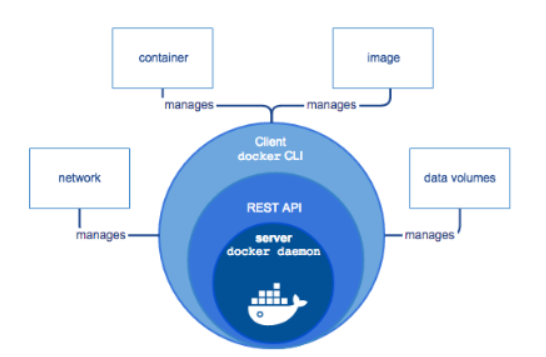 container
image
manages
manages
Client
docker CLI
network
data volumes
REST API
manages
manages
server
docker daemon